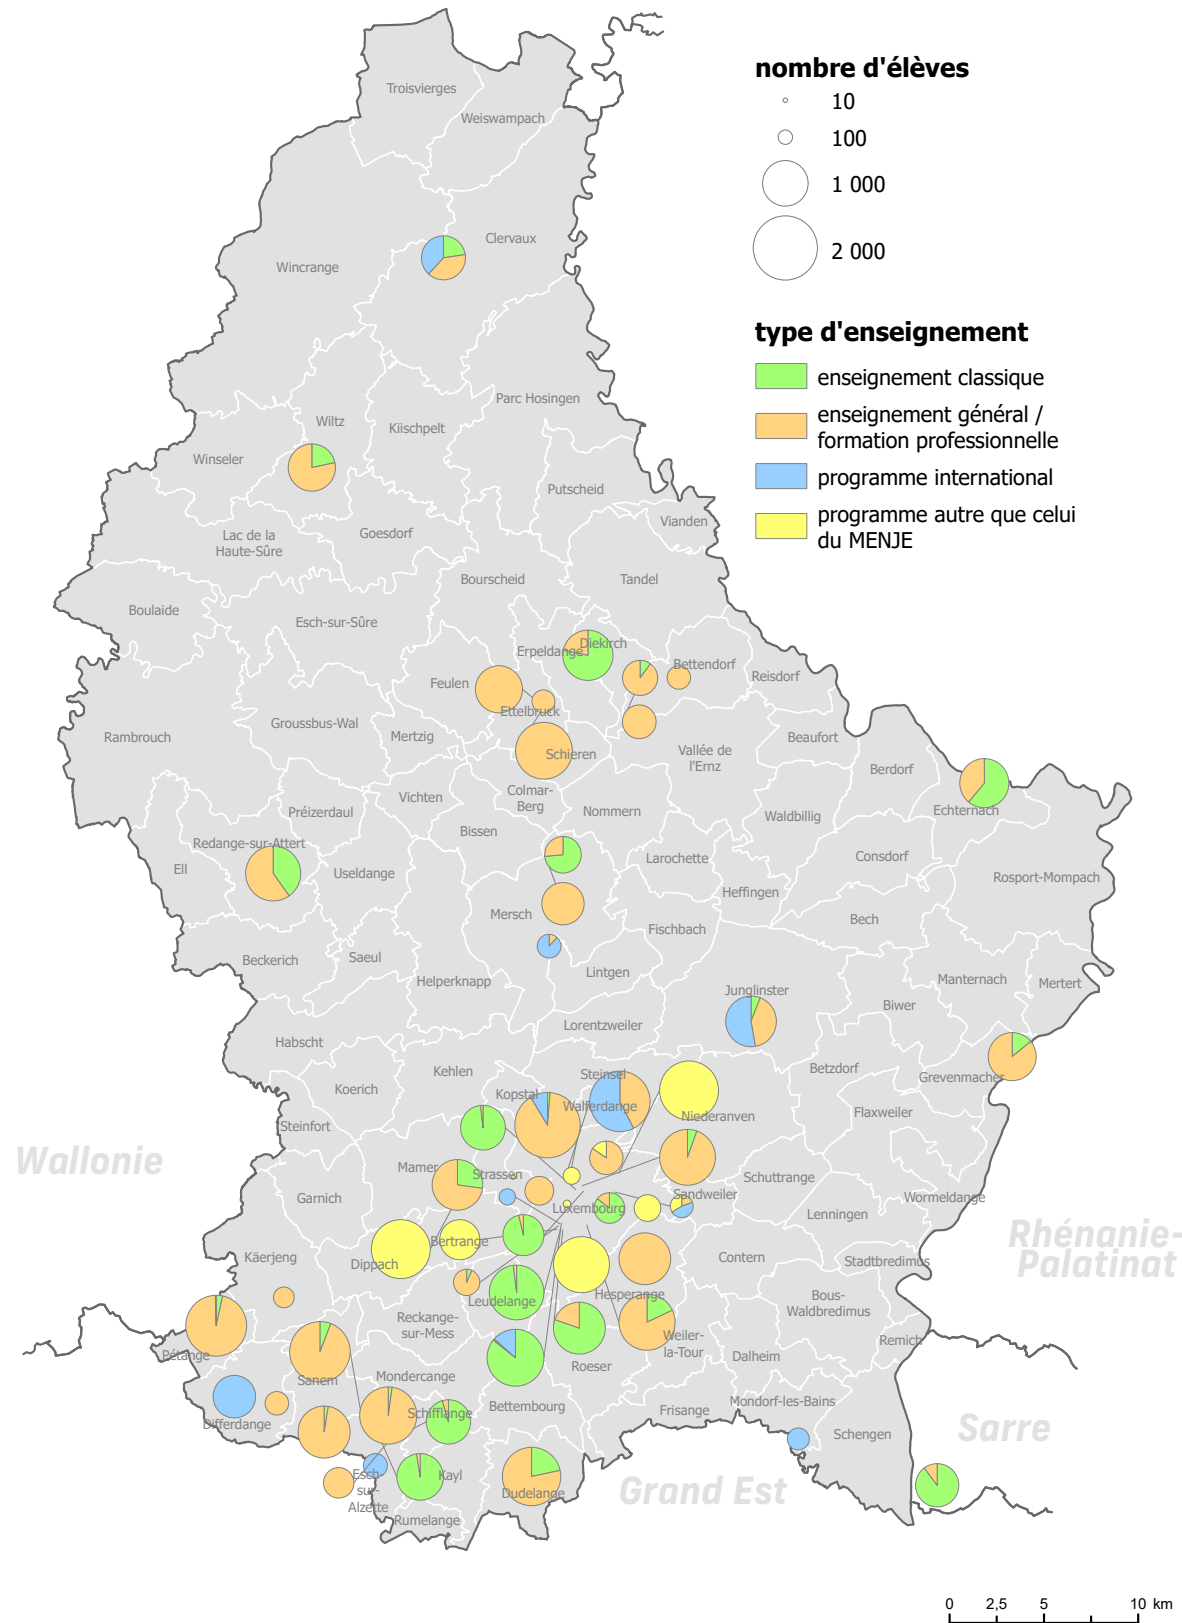 nombre d'élèves
10
100
1 000
2 000
type d'enseignement
enseignement classique
enseignement général /
formation professionnelle
programme international
programme autre que celui
du MENJE
Troisvierges
Weiswampach
Clervaux
Wincrange
Parc Hosingen
Wiltz
Kiischpelt
Winseler
Putscheid
Vianden
Lac de la
Haute-Sûre
Goesdorf
Bourscheid
Tandel
Boulaide
Esch-sur-Sûre
Diekirch
Erpeldange
Bettendorf
Reisdorf
Feulen
Ettelbruck
Groussbus-Wal
Rambrouch
Mertzig
Schieren
Vallée de
l'Ernz
Beaufort
Berdorf
Colmar-
Berg
Vichten
Préizerdaul
Nommern
Waldbillig
Echternach
Bissen
Redange-sur-Attert
Ell
Useldange
Larochette
Consdorf
Heffingen
Rosport-Mompach
Mersch
Bech
Fischbach
Beckerich
Saeul
Helperknapp
Lintgen
Manternach
Mertert
Junglinster
Biwer
Lorentzweiler
Habscht
Kehlen
Steinsel
Betzdorf
Grevenmacher
Koerich
Kopstal
Walferdange
Niederanven
Flaxweiler
Steinfort
Wallonie
Mamer
Strassen
Schuttrange
Garnich
Sandweiler
Wormeldange
Luxembourg
Lenningen
Bertrange
Rhénanie-
Palatinat
Käerjeng
Dippach
Contern
Stadtbredimus
Hesperange
Leudelange
Bous-
Waldbredimus
Reckange-
sur-Mess
Weiler-
la-Tour
Remich
Pétange
Roeser
Dalheim
Sanem
Mondercange
Mondorf-les-Bains
Bettembourg
Schifflange
Frisange
Differdange
Schengen
Sarre
Esch-
sur-
Alzette
Kayl
Dudelange
Grand Est
Rumelange
0 2,5 5 10 km